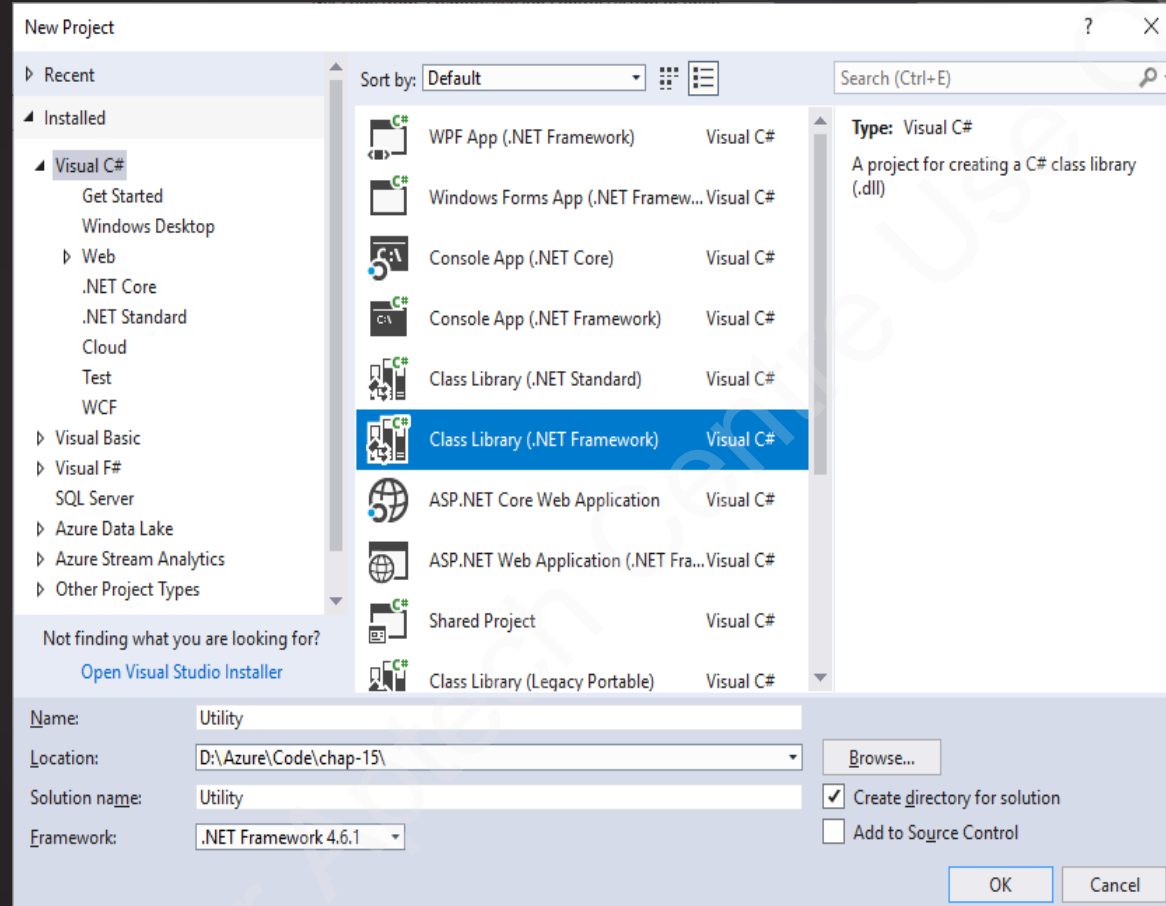 New Project
?
Recent
Installed
Visual C#
Get Started
Windows Desktop
Web
.NET Core
.NET Standard
Cloud
Test
WCF
Visual Basic
Visual F#
SQL Server
Azure Data Lake
Azure Stream Analytics
Other Project Types
Not finding what you are looking for?
Open Visual Studio Installer
Sort by: Default
Search (Ctrl+E)
WPF App (.NET Framework) Visual C#
Windows Forms App (.NET Framew... Visual C#
Console App (.NET Core) Visual C#
Console App (.NET Framework) Visual C#
Class Library (.NET Standard) Visual C#
Class Library (.NET Framework) Visual C#
ASP.NET Core Web Application Visual C#
ASP.NET Web Application (.NET Fra... Visual C#
Shared Project Visual C#
Class Library (Legacy Portable) Visual C#
Type: Visual C#
A project for creating a C# class library
(.dll)
Name: Utility
Location: D:\Azure\Code\chap-15\
Browse...
Solution name: Utility
Create directory for solution
Framework: .NET Framework 4.6.1
Add to Source Control
OK
Cancel
Aptech Centre Use